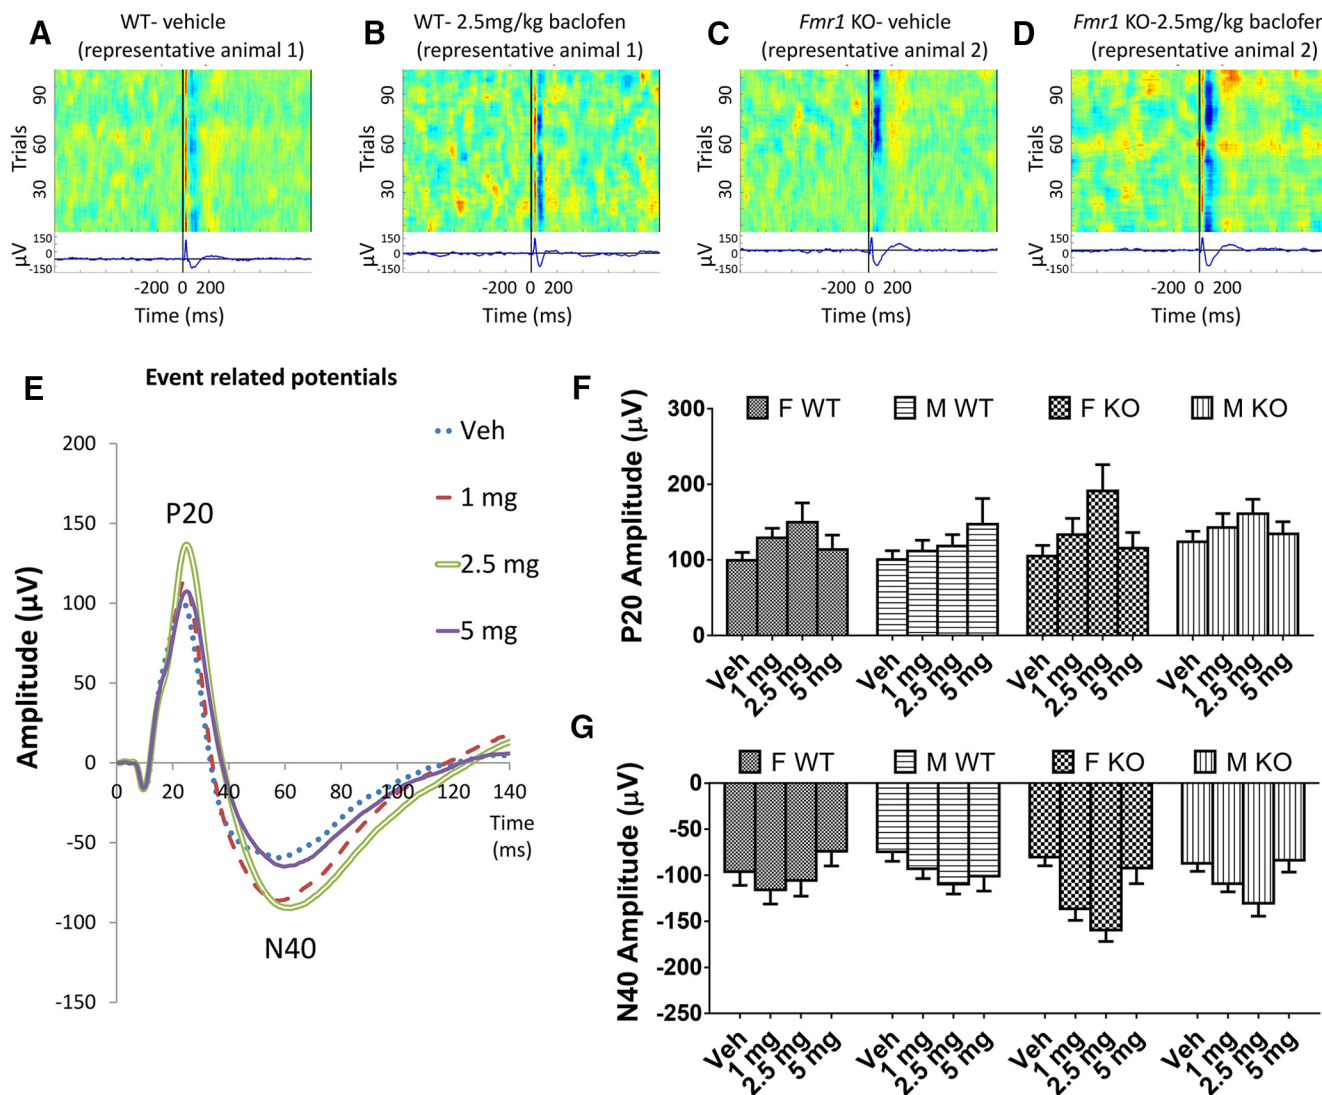 A
WT- vehicle
(representative animal 1)
B
WT- 2.5mg/kg baclofen
(representative animal 1)
C
Fmr1 KO- vehicle
(representative animal 2)
D
Fmr1 KO-2.5mg/kg baclofen
(representative animal 2)
Trials
90
60
30
Trials
90
60
30
Trials
90
60
30
Trials
90
60
30
μV
150
0
-150
μV
150
0
-150
μV
150
0
-150
μV
150
0
-150
-200 0 200
-200 0 200
-200 0 200
-200 0 200
Time (ms)
Time (ms)
Time (ms)
Time (ms)
E
Event related potentials
Veh
1 mg
2.5 mg
5 mg
Amplitude (μV)
200
150
100
50
0
-50
-100
-150
P20
N40
0 20 40 60 80 100 120 140
Time
(ms)
F
P20 Amplitude (μV)
300
200
100
0
F WT
M WT
F KO
M KO
Veh
1 mg
2.5 mg
5 mg
Veh
1 mg
2.5 mg
5 mg
Veh
1 mg
2.5 mg
5 mg
Veh
1 mg
2.5 mg
5 mg
G
N40 Amplitude (μV)
0
-50
-100
-150
-200
-250
F WT
M WT
F KO
M KO
Veh
1 mg
2.5 mg
5 mg
Veh
1 mg
2.5 mg
5 mg
Veh
1 mg
2.5 mg
5 mg
Veh
1 mg
2.5 mg
5 mg